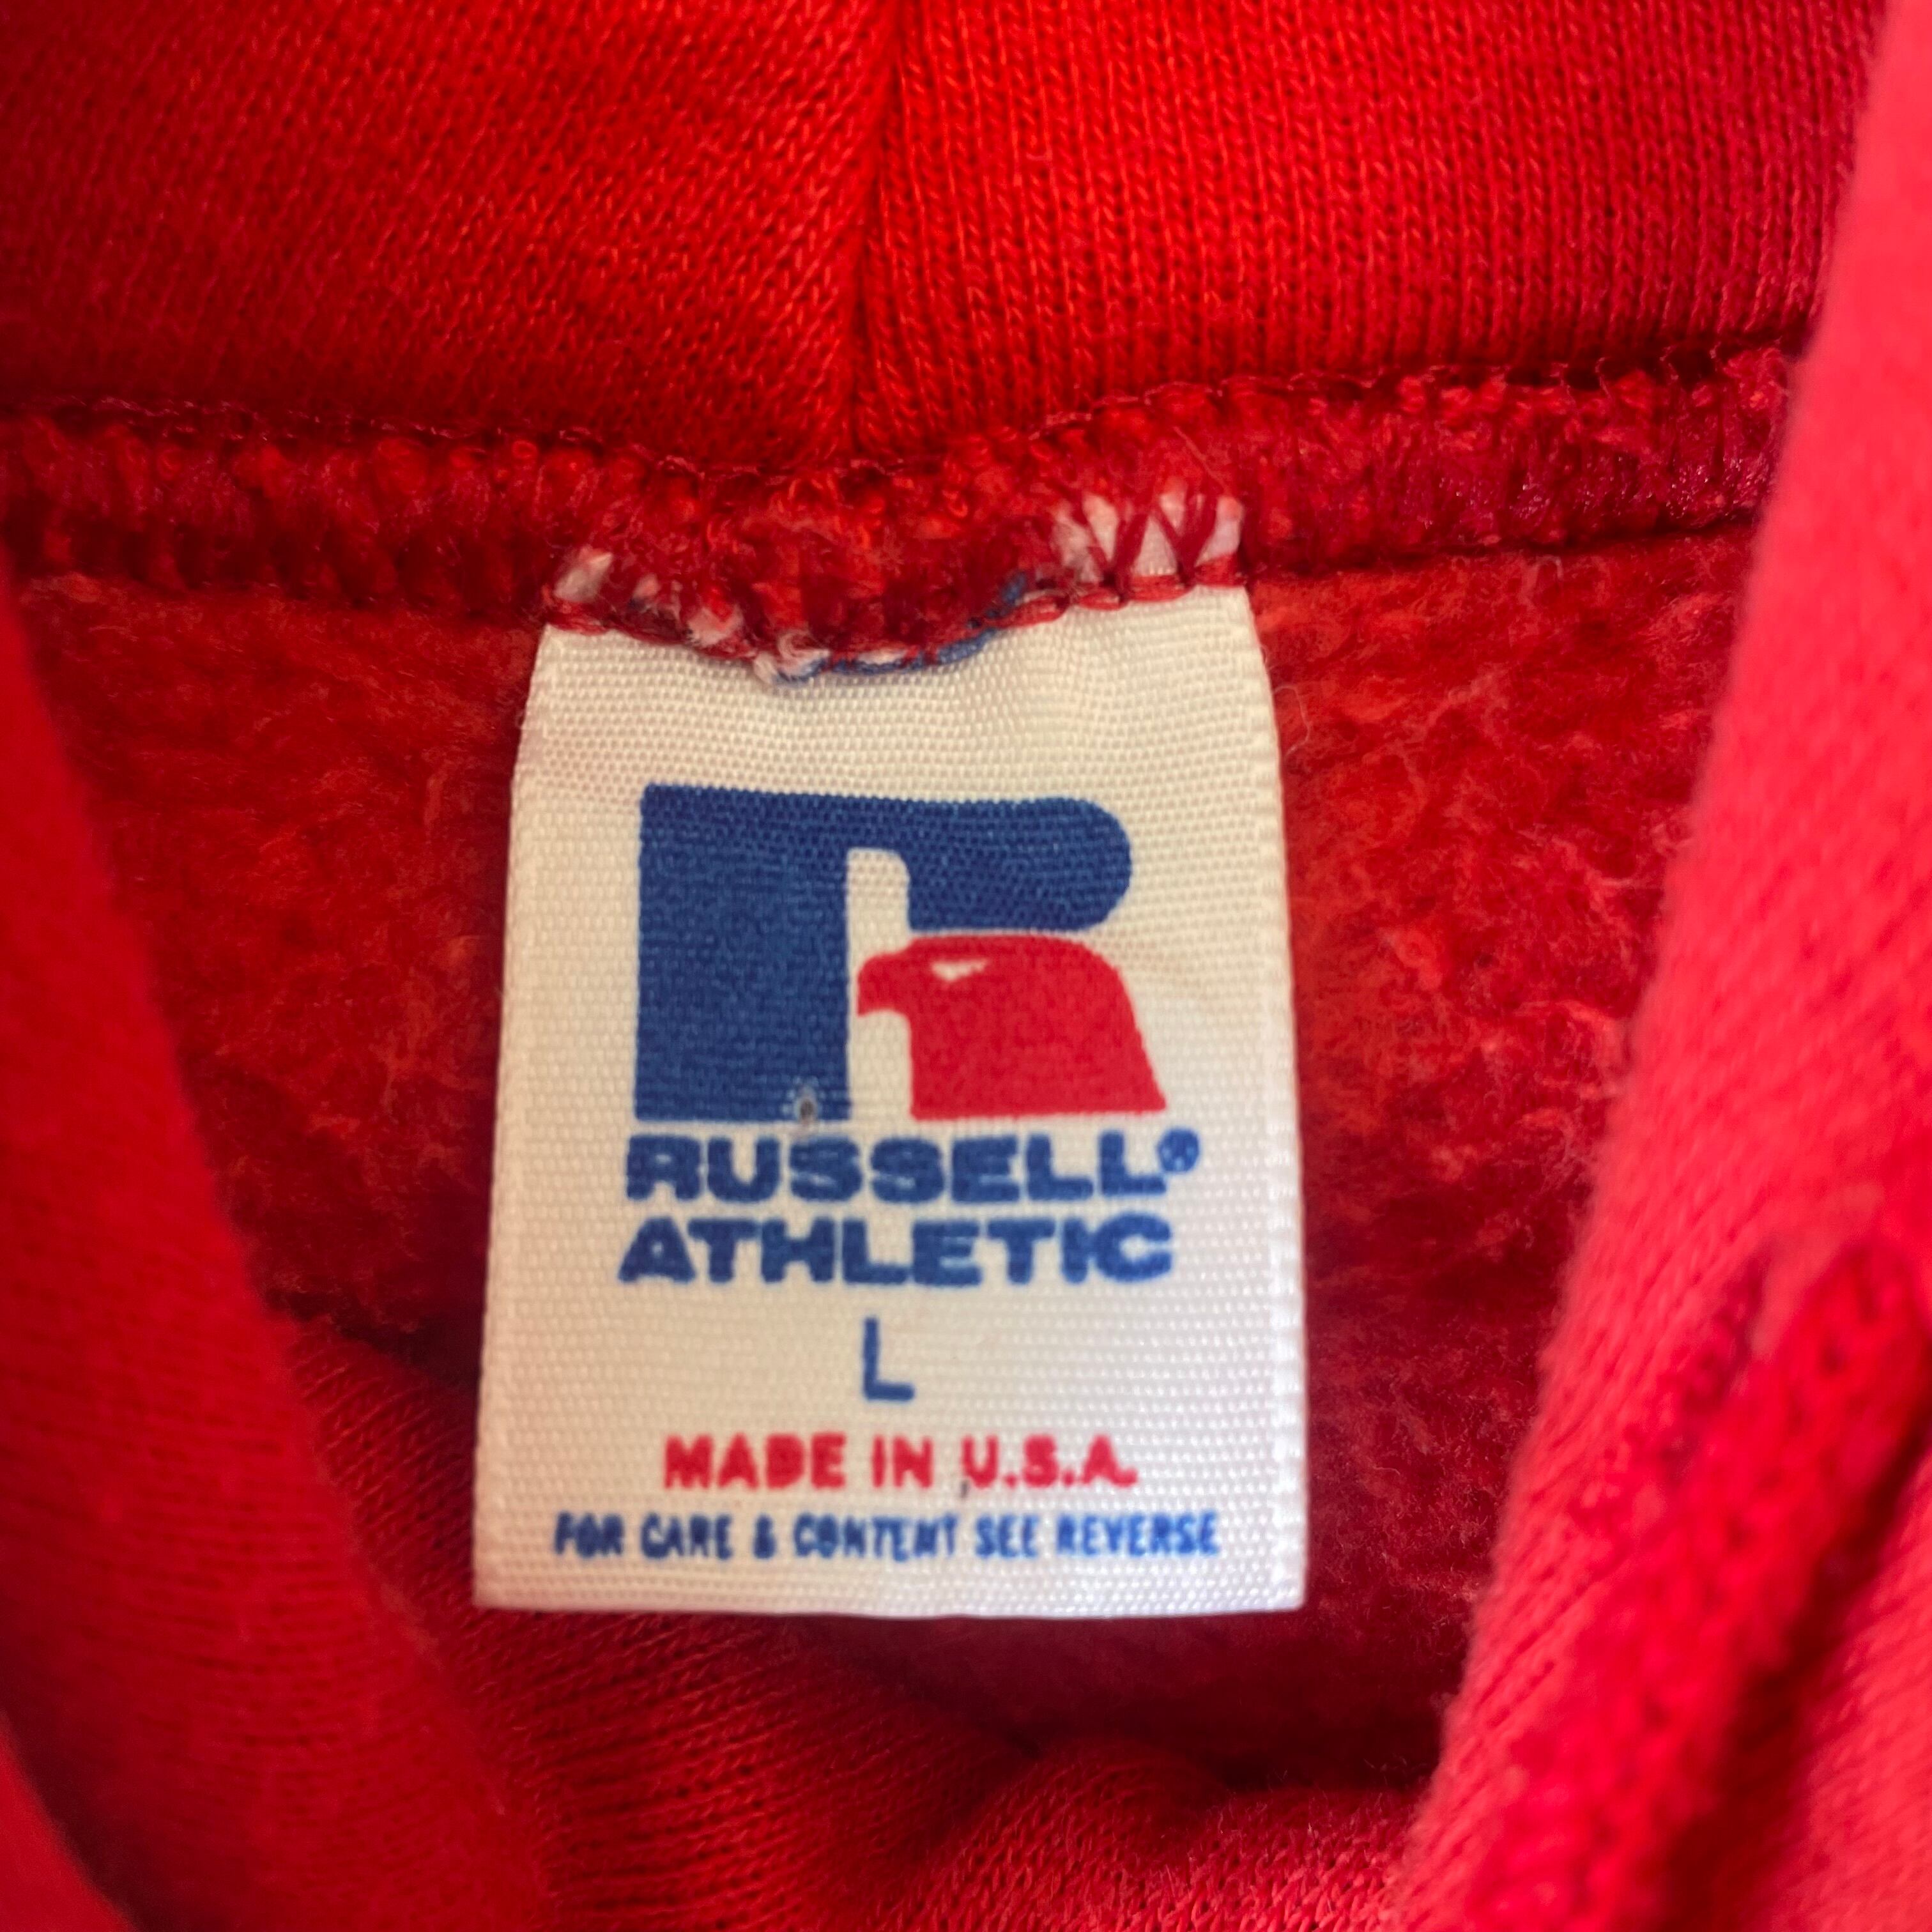 RUSSELL®
ATHLETIC
L
MADE IN U.S.A.
FOR CARE & CONTENT SEE REVERSE